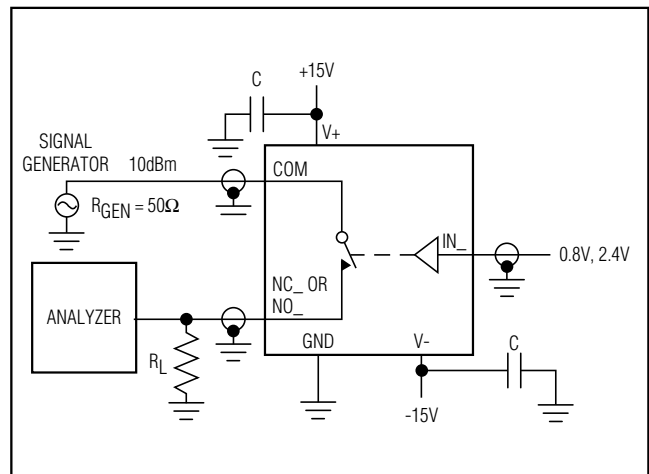 +15V
C
V+
SIGNAL
GENERATOR
10dBm
COM
RGEN = 50Ω
IN_
0.8V, 2.4V
NC_ OR
NO_
ANALYZER
GND
V-
RL
C
-15V